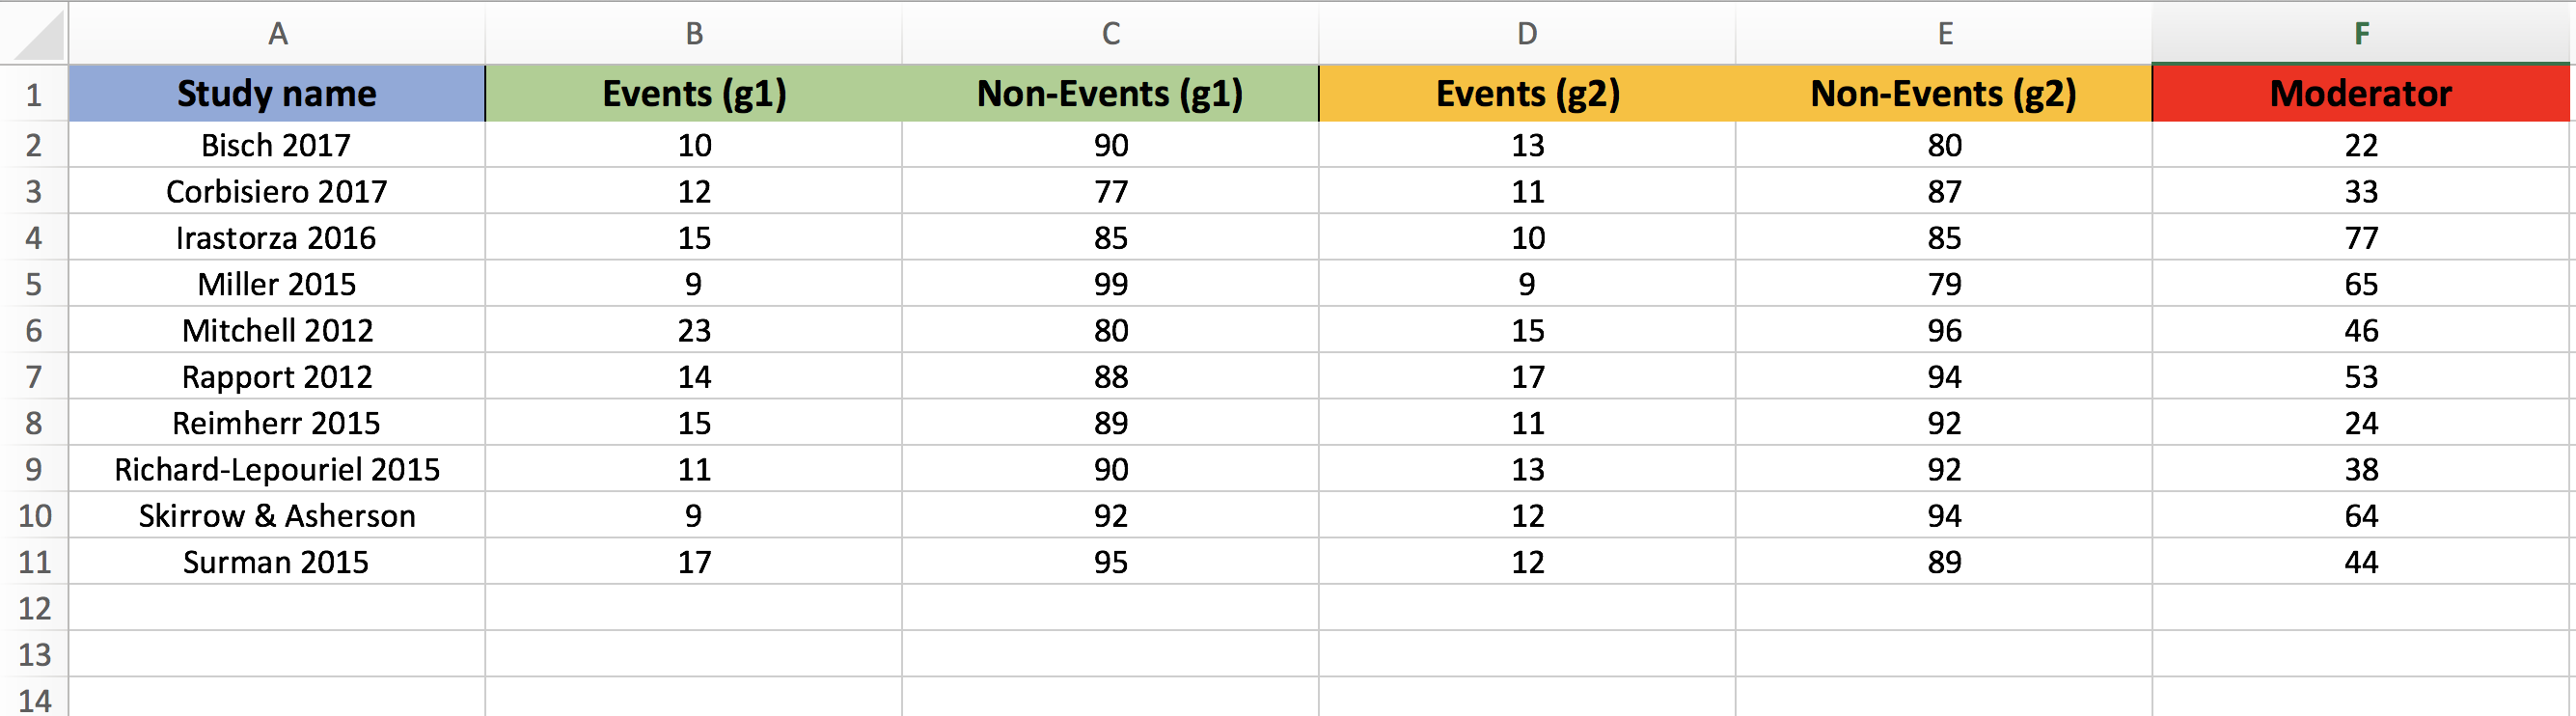 A B C D E F
1 Study name Events (g1) Non-Events (g1) Events (g2) Non-Events (g2) Moderator
2 Bisch 2017 10 90 13 80 22
3 Corbisiero 2017 12 77 11 87 33
4 Irastorza 2016 15 85 10 85 77
5 Miller 2015 9 99 9 79 65
6 Mitchell 2012 23 80 15 96 46
7 Rapport 2012 14 88 17 94 53
8 Reimherr 2015 15 89 11 92 24
9 Richard-Lepouriel 2015 11 90 13 92 38
10 Skirrow & Asherson 9 92 12 94 64
11 Surman 2015 17 95 12 89 44
12
13
14